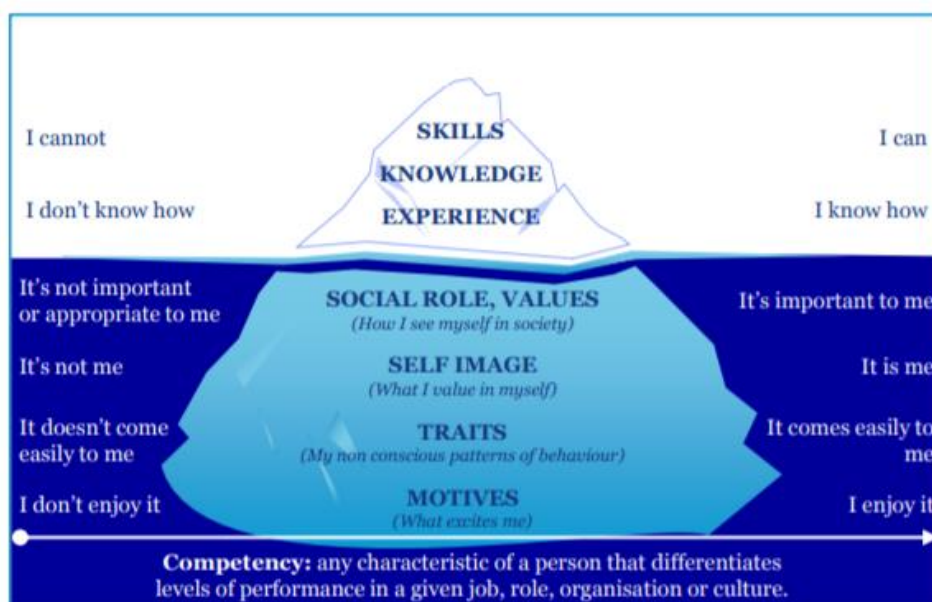 SKILLS
I cannot
I can
KNOWLEDGE
I don't know how
EXPERIENCE
I know how
It's not important
or appropriate to me
SOCIAL ROLE, VALUES
(How I see myself in society)
It's important to me
It's not me
SELF IMAGE
(What I value in myself)
It is me
It doesn't come
easily to me
TRAITS
(My non conscious patterns of behaviour)
It comes easily to
me
I don't enjoy it
MOTIVES
(What excites me)
I enjoy it
Competency: any characteristic of a person that differentiates
levels of performance in a given job, role, organisation or culture.